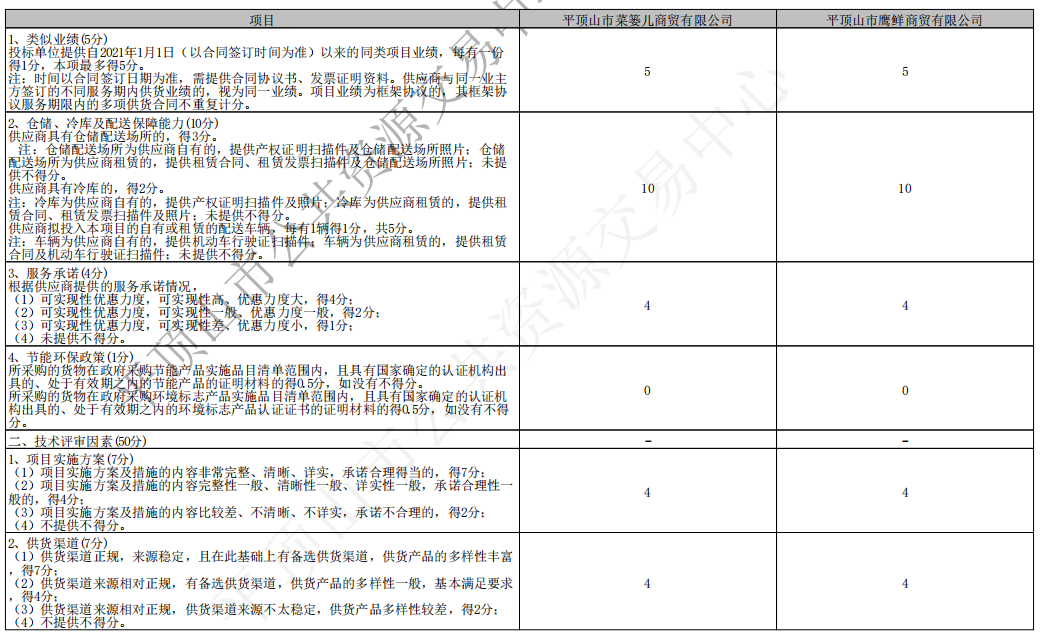 项目 平顶山市菜篓儿商贸有限公司 平顶山市鹰鲜商贸有限公司
1、类似业绩(5分)
投标单位提供自2021年1月1日（以合同签订时间为准）以来的同类项目业绩，每有一份
得1分，本项最多得5分。
注：时间以合同签订日期为准，需提供合同协议书、发票证明资料。供应商与同一业主
方签订的不同服务期内供货业绩的，视为同一业绩。项目业绩为框架协议的，其框架协
议服务期限内的多项供货合同不重复计分。
5 5
2、仓储、冷库及配送保障能力(10分)
供应商具有仓储配送场所的，得3分。
注：仓储配送场所为供应商自有的，提供产权证明扫描件及仓储配送场所照片；仓储
配送场所为供应商租赁的，提供租赁合同、租赁发票扫描件及仓储配送场所照片；未提
供不得分。
供应商具有冷库的，得2分。
注：冷库为供应商自有的，提供产权证明扫描件及照片；冷库为供应商租赁的，提供租
赁合同、租赁发票扫描件及照片；未提供不得分。
供应商拟投入本项目的自有或租赁的配送车辆，每有1辆得1分，共5分。
注：车辆为供应商自有的，提供机动车行驶证扫描件；车辆为供应商租赁的，提供租赁
合同及机动车行驶证扫描件；未提供不得分。
10 10
3、服务承诺(4分)
根据供应商提供的服务承诺情况，
（1）可实现性优惠力度，可实现性高、优惠力度大，得4分；
（2）可实现性优惠力度，可实现性一般、优惠力度一般，得2分；
（3）可实现性优惠力度，可实现性差、优惠力度小，得1分；
（4）未提供不得分。
4 4
4、节能环保政策(1分)
所采购的货物在政府采购节能产品实施品目清单范围内，且具有国家确定的认证机构出
具的、处于有效期之内的节能产品的证明材料的得0.5分，如没有不得分。
所采购的货物在政府采购环境标志产品实施品目清单范围内，且具有国家确定的认证机
构出具的、处于有效期之内的环境标志产品认证证书的证明材料的得0.5分，如没有不得
分。
0 0
二、技术评审因素(50分) – –
1、项目实施方案(7分)
（1）项目实施方案及措施的内容非常完整、清晰、详实，承诺合理得当的，得7分；
（2）项目实施方案及措施的内容完整性一般、清晰性一般、详实性一般，承诺合理性一
般的，得4分；
（3）项目实施方案及措施的内容比较差、不清晰、不详实，承诺不合理的，得2分；
（4）不提供不得分。
4 4
2、供货渠道(7分)
（1）供货渠道正规，来源稳定，且在此基础上有备选供货渠道，供货产品的多样性丰富
，得7分；
（2）供货渠道来源相对正规，有备选供货渠道，供货产品的多样性一般，基本满足要求
，得4分；
（3）供货渠道来源相对正规，供货渠道来源不太稳定，供货产品多样性较差，得2分；
（4）不提供不得分。
4 4
平顶山市公共资源交易中心
平顶山市公共资源交易中心